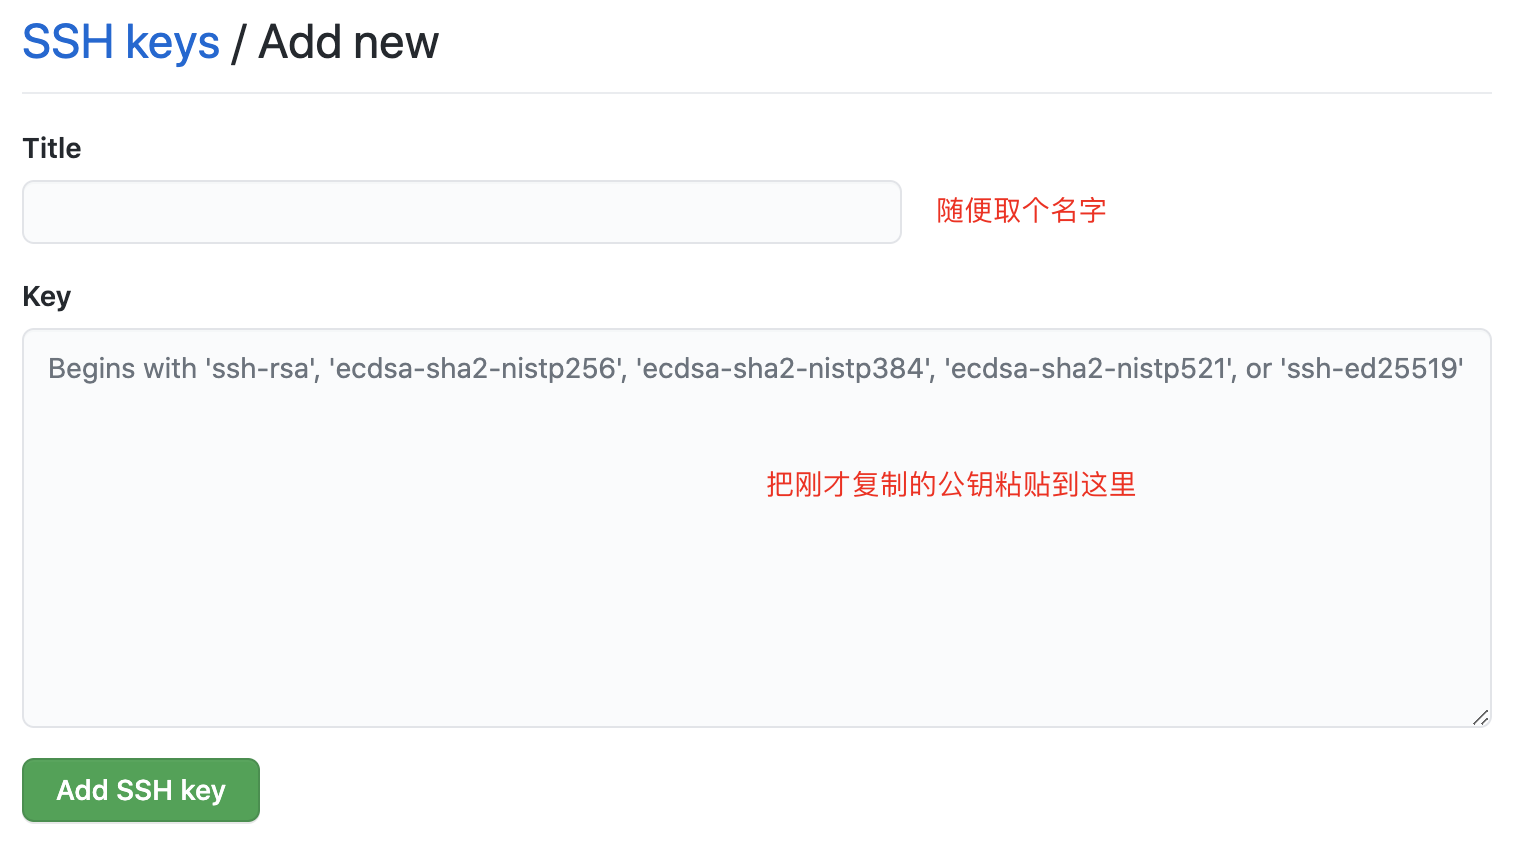 SSH keys / Add new
Title
随便取个名字
Key
Begins with 'ssh-rsa', 'ecdsa-sha2-nistp256', 'ecdsa-sha2-nistp384', 'ecdsa-sha2-nistp521', or 'ssh-ed25519'
把刚才复制的公钥粘贴到这里
Add SSH key